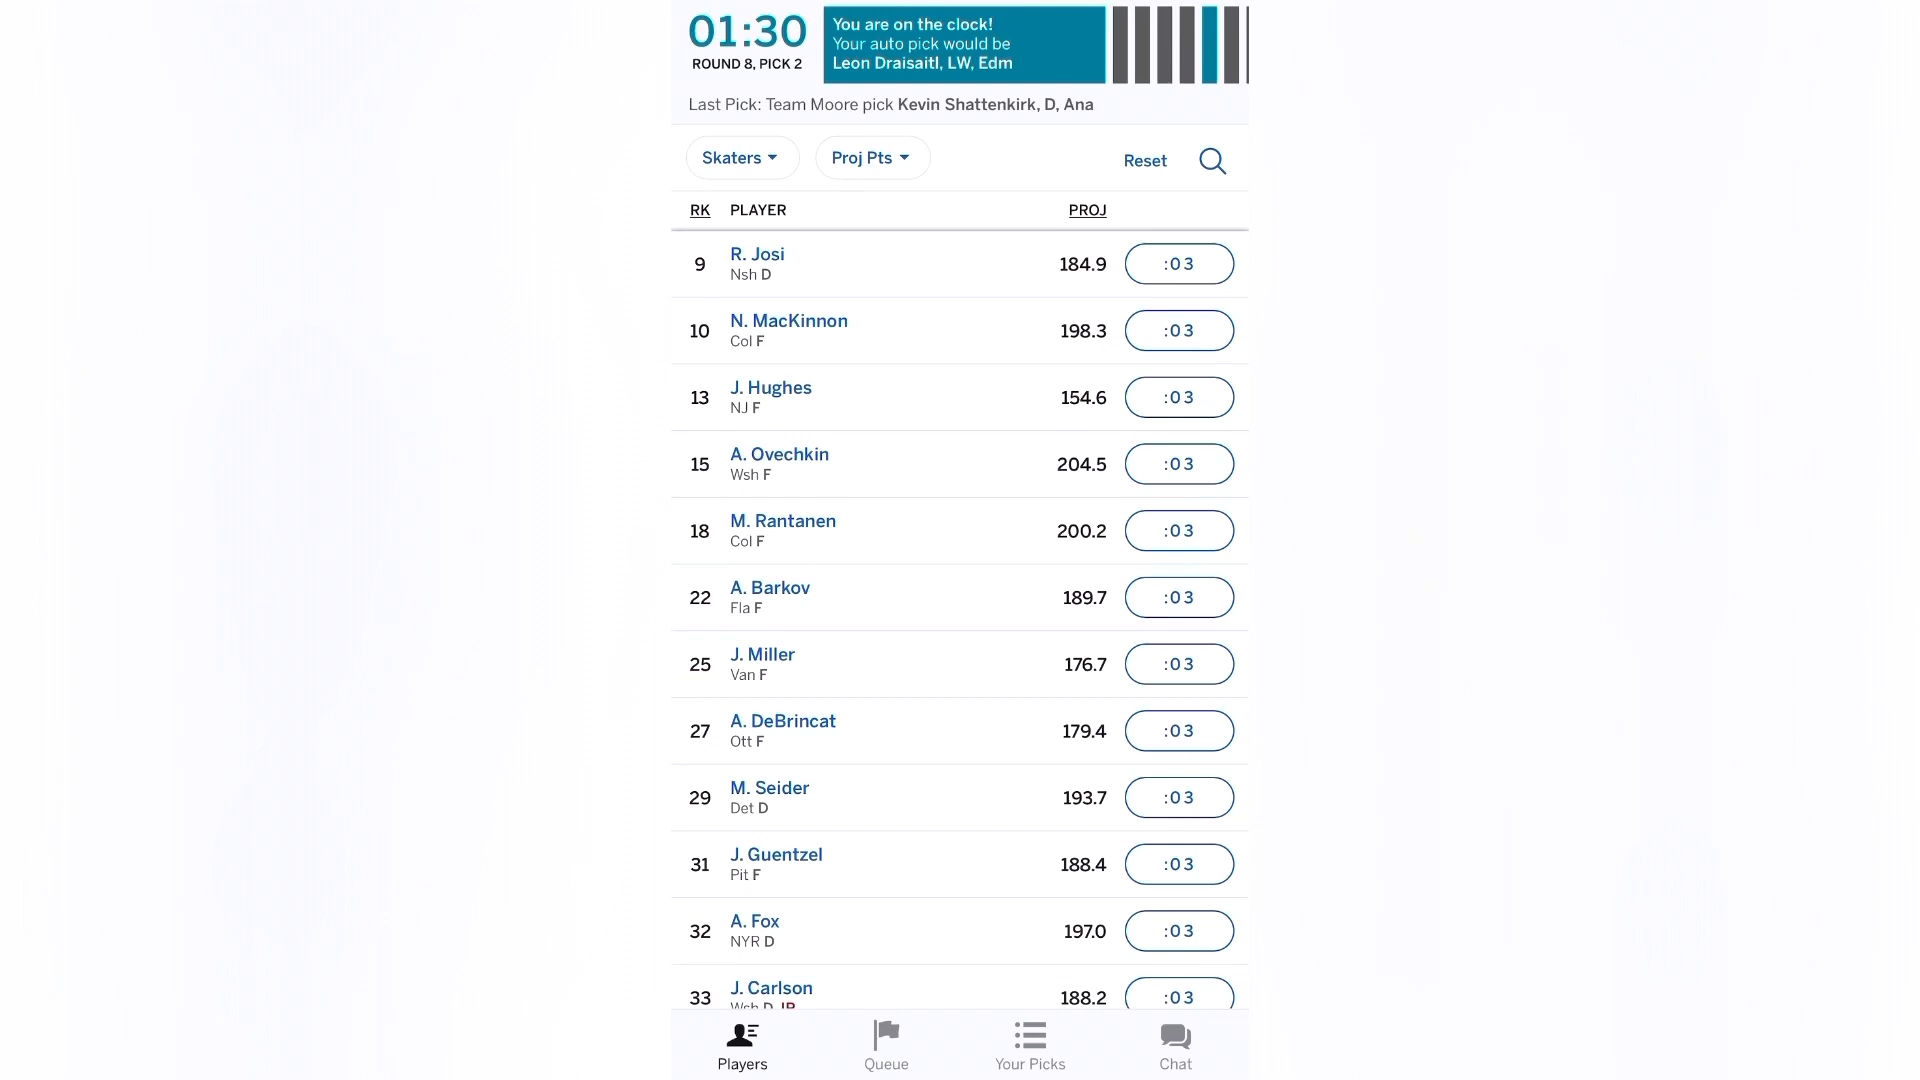 01:30
ROUND 8, PICK 2
You are on the clock!
Your auto pick would be
Leon Draisaitl, LW, Edm
Last Pick: Team Moore pick Kevin Shattenkirk, D, Ana
Skaters
Proj Pts
Reset
RK PLAYER PROJ
9 R. Josi 184.9 :03
Nsh D
10 N. MacKinnon 198.3 :03
Col F
13 J. Hughes 154.6 :03
NJ F
15 A. Ovechkin 204.5 :03
Wsh F
18 M. Rantanen 200.2 :03
Col F
22 A. Barkov 189.7 :03
Fla F
25 J. Miller 176.7 :03
Van F
27 A. DeBrincat 179.4 :03
Ott F
29 M. Seider 193.7 :03
Det D
31 J. Guentzel 188.4 :03
Pit F
32 A. Fox 197.0 :03
NYR D
33 J. Carlson 188.2 :03
Wsh D IR
Players
Queue
Your Picks
Chat